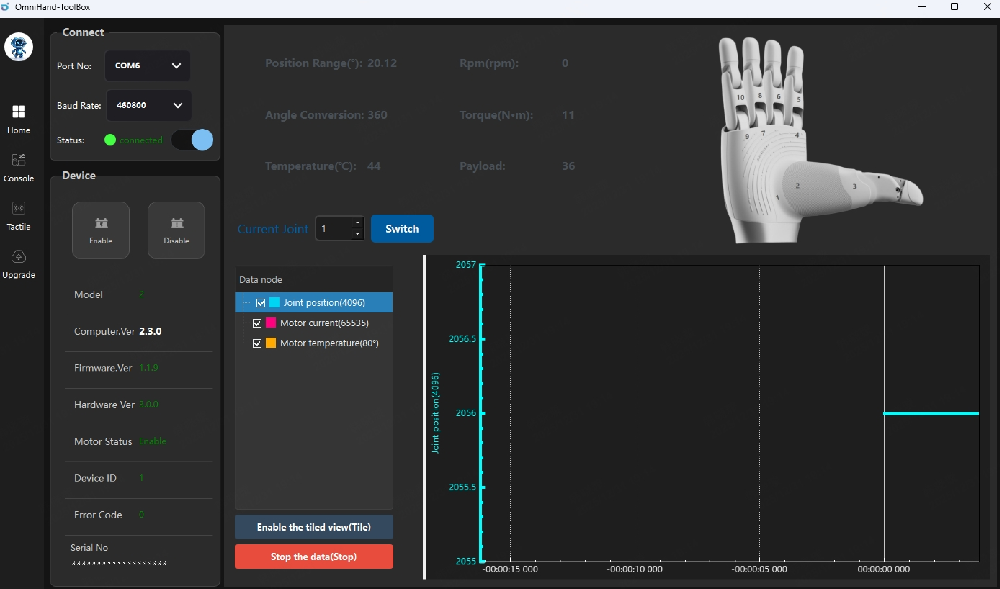 OmniHand-ToolBox
Connect
Port No: COM6
Baud Rate: 460800
Status: connected
Home
Console
Tactile
Upgrade
Device
Enable Disable
Model 2
Computer.Ver 2.3.0
Firmware.Ver 1.1.9
Hardware Ver 3.0.0
Motor Status Enable
Device ID 1
Error Code 0
Serial No
*******************
Position Range(°): 20.12 Rpm(rpm): 0
Angle Conversion: 360 Torque(N•m): 11
Temperature(℃): 44 Payload: 36
10 8 6 5
9 7 4
2 3
1
Current Joint 1 Switch
Data node
Joint position(4096)
Motor current(65535)
Motor temperature(80°)
Enable the tiled view(Tile)
Stop the data(Stop)
Joint position(4096)
2057
2056.5
2056
2055.5
2055
-00:00:15 000 -00:00:10 000 -00:00:05 000 00:00:00 000